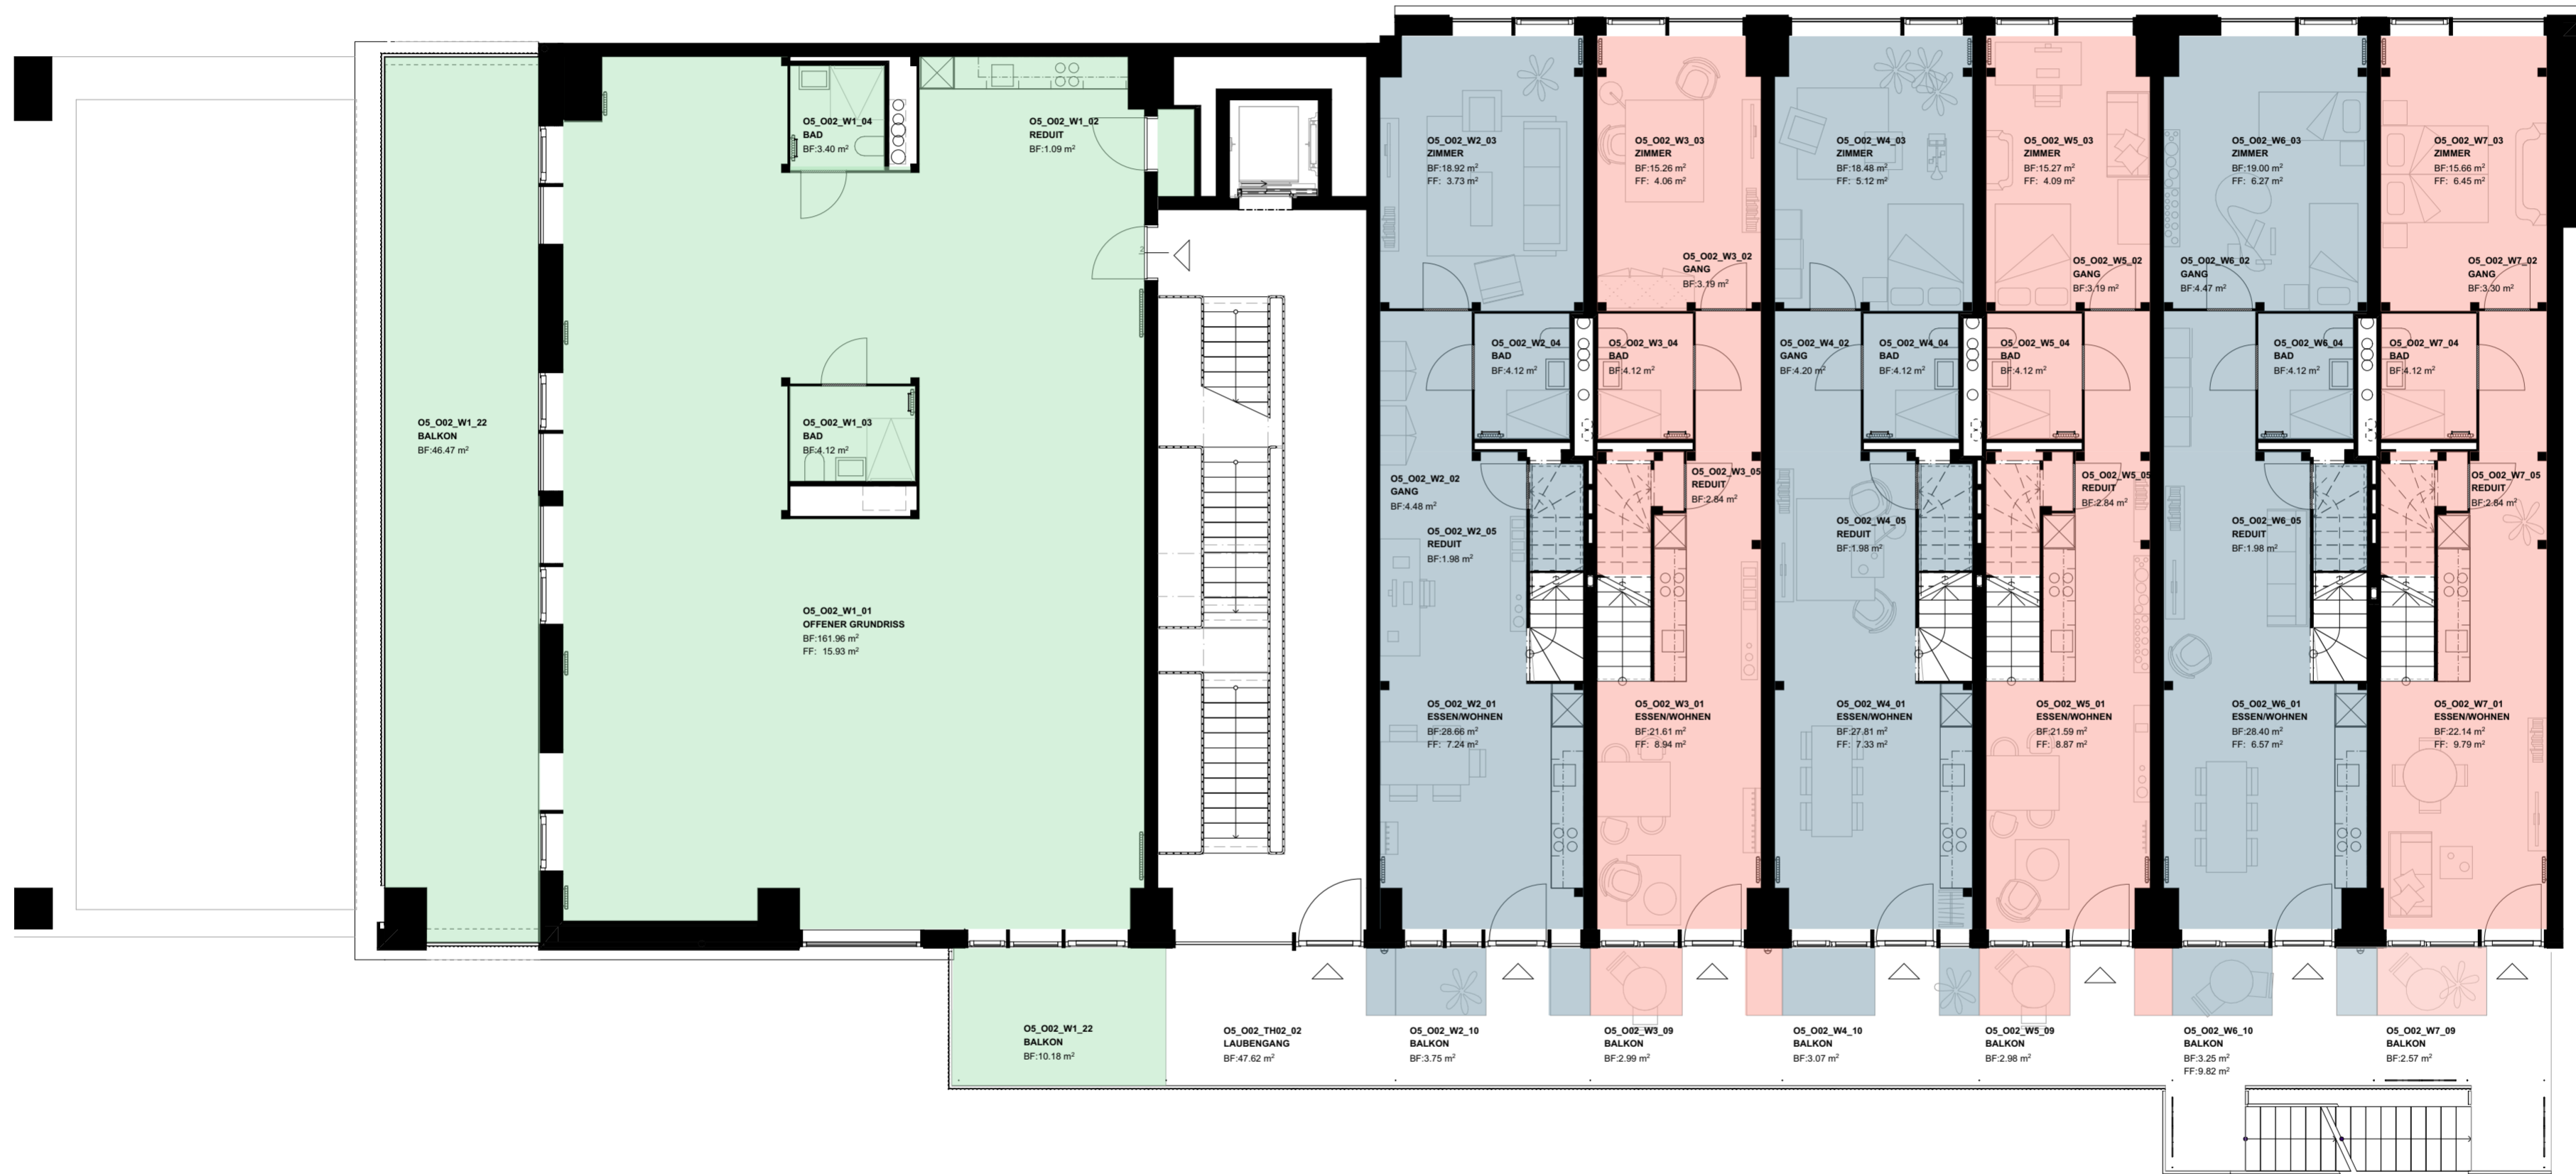 O5_O02_W1_04
BAD
BF:3.40 m²
O5_O02_W1_02
REDUIT
BF:1.09 m²
O5_O02_W2_03
ZIMMER
BF:18.92 m²
FF: 3.73 m²
O5_O02_W3_03
ZIMMER
BF:15.26 m²
FF: 4.06 m²
O5_O02_W4_03
ZIMMER
BF:18.48 m²
FF: 5.12 m²
O5_O02_W5_03
ZIMMER
BF:15.27 m²
FF: 4.09 m²
O5_O02_W6_03
ZIMMER
BF:19.00 m²
FF: 6.27 m²
O5_O02_W7_03
ZIMMER
BF:15.66 m²
FF: 6.45 m²
O5_O02_W3_02
GANG
BF:3.19 m²
O5_O02_W5_02
GANG
BF:3.19 m²
O5_O02_W6_02
GANG
BF:4.47 m²
O5_O02_W7_02
GANG
BF:3.30 m²
O5_O02_W2_04
BAD
BF:4.12 m²
O5_O02_W3_04
BAD
BF:4.12 m²
O5_O02_W4_02
GANG
BF:4.20 m²
O5_O02_W4_04
BAD
BF:4.12 m²
O5_O02_W5_04
BAD
BF:4.12 m²
O5_O02_W6_04
BAD
BF:4.12 m²
O5_O02_W7_04
BAD
BF:4.12 m²
O5_O02_W1_22
BALKON
BF:46.47 m²
O5_O02_W1_03
BAD
BF:4.12 m²
O5_O02_W2_02
GANG
BF:4.48 m²
O5_O02_W3_05
REDUIT
BF:2.84 m²
O5_O02_W5_05
REDUIT
BF:2.84 m²
O5_O02_W7_05
REDUIT
BF:2.84 m²
O5_O02_W2_05
REDUIT
BF:1.98 m²
O5_O02_W4_05
REDUIT
BF:1.98 m²
O5_O02_W6_05
REDUIT
BF:1.98 m²
O5_O02_W1_01
OFFENER GRUNDRISS
BF:161.96 m²
FF: 15.93 m²
O5_O02_W2_01
ESSEN/WOHNEN
BF:28.66 m²
FF: 7.24 m²
O5_O02_W3_01
ESSEN/WOHNEN
BF:21.61 m²
FF: 8.94 m²
O5_O02_W4_01
ESSEN/WOHNEN
BF:27.81 m²
FF: 7.33 m²
O5_O02_W5_01
ESSEN/WOHNEN
BF:21.59 m²
FF: 8.87 m²
O5_O02_W6_01
ESSEN/WOHNEN
BF:28.40 m²
FF: 6.57 m²
O5_O02_W7_01
ESSEN/WOHNEN
BF:22.14 m²
FF: 9.79 m²
O5_O02_W1_22
BALKON
BF:10.18 m²
O5_O02_TH02_02
LAUBENGANG
BF:47.62 m²
O5_O02_W2_10
BALKON
BF:3.75 m²
O5_O02_W3_09
BALKON
BF:2.99 m²
O5_O02_W4_10
BALKON
BF:3.07 m²
O5_O02_W5_09
BALKON
BF:2.98 m²
O5_O02_W6_10
BALKON
BF:3.25 m²
FF:9.82 m²
O5_O02_W7_09
BALKON
BF:2.57 m²